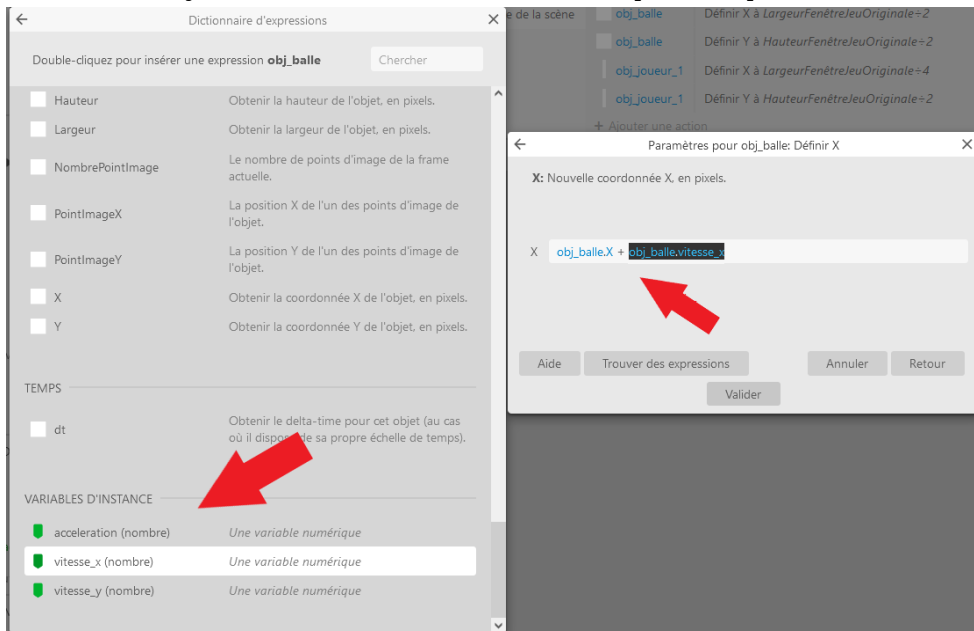 Dictionnaire d'expressions
Double-cliquez pour insérer une expression obj_balle
Chercher
Hauteur
Obtenir la hauteur de l'objet, en pixels.
Largeur
Obtenir la largeur de l'objet, en pixels.
NombrePointImage
Le nombre de points d'image de la frame
actuelle.
PointImageX
La position X de l'un des points d'image de
l'objet.
PointImageY
La position Y de l'un des points d'image de
l'objet.
X
Obtenir la coordonnée X de l'objet, en pixels.
Y
Obtenir la coordonnée Y de l'objet, en pixels.
TEMPS
dt
Obtenir le delta-time pour cet objet (au cas
où il dispose de sa propre échelle de temps).
VARIABLES D'INSTANCE
acceleration (nombre)
Une variable numérique
vitesse_x (nombre)
Une variable numérique
vitesse_y (nombre)
Une variable numérique
e de la scène
obj_balle Définir X à LargeurFenêtreJeuOriginale÷2
obj_balle Définir Y à HauteurFenêtreJeuOriginale÷2
obj_joueur_1 Définir X à LargeurFenêtreJeuOriginale÷4
obj_joueur_1 Définir Y à HauteurFenêtreJeuOriginale÷2
+ Ajouter une action
Paramètres pour obj_balle: Définir X
X: Nouvelle coordonnée X, en pixels.
X obj_balle.X + obj_balle.vitesse_x
Aide
Trouver des expressions
Annuler
Retour
Valider